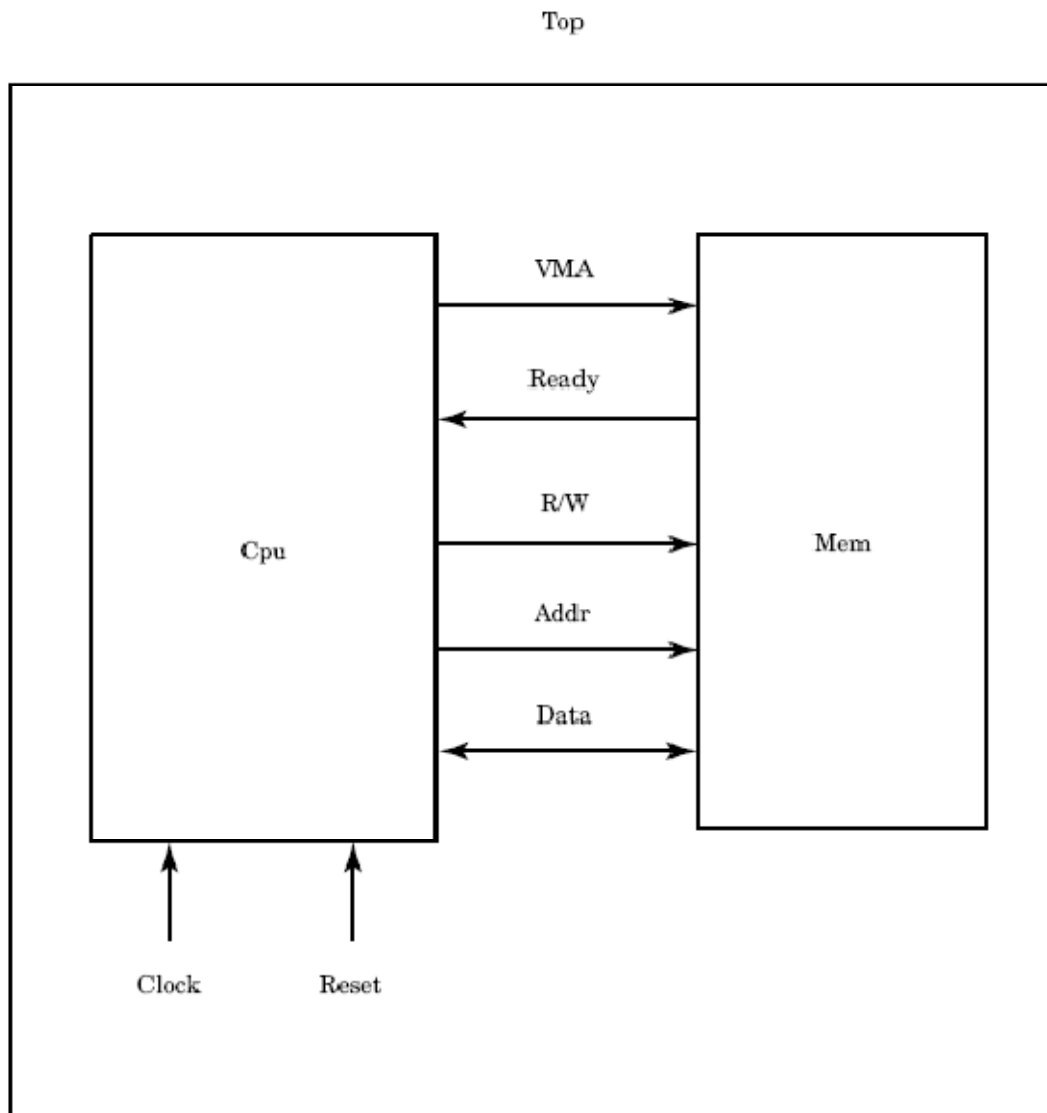 Top
VMA
Ready
R/W
Cpu
Mem
Addr
Data
Clock
Reset